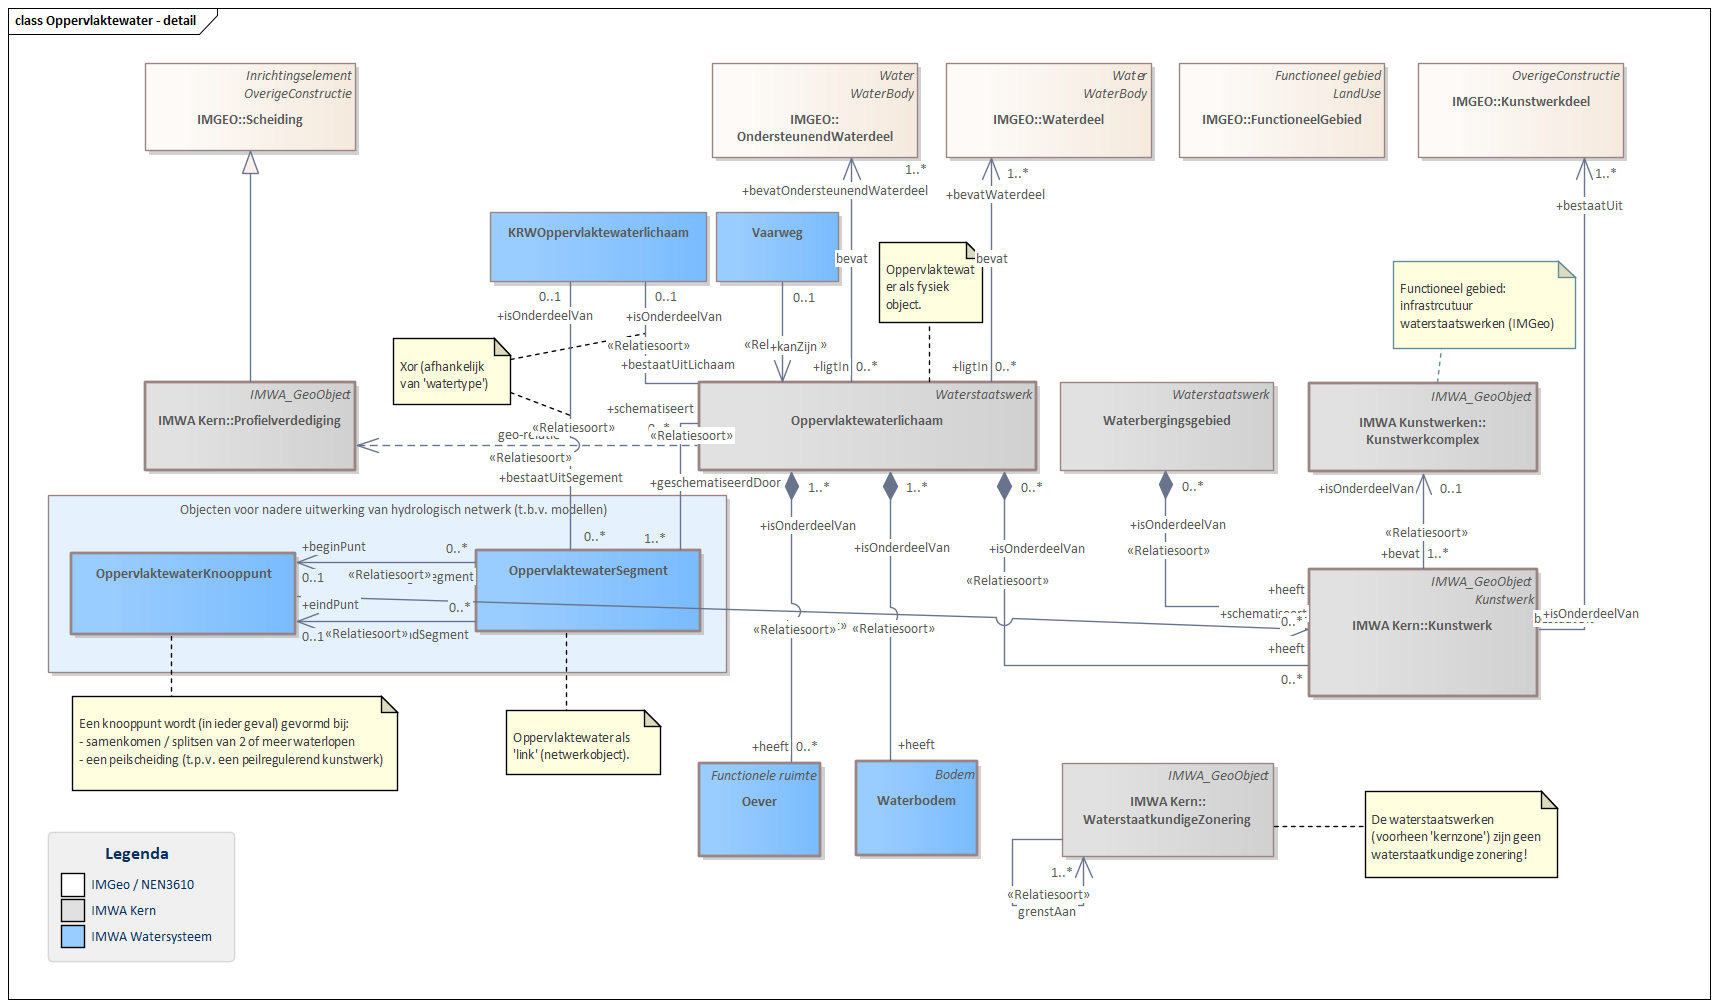 class Oppervlaktewater - detail
Inrichtingselement
OverigeConstructie
IMGEO::Scheiding
Water
WaterBody
IMGEO::
OndersteunendWaterdeel
Water
WaterBody
IMGEO::Waterdeel
Functioneel gebied
LandUse
IMGEO::FunctioneelGebied
OverigeConstructie
IMGEO::Kunstwerkdeel
1..*
+bevatOndersteunendWaterdeel
1..*
+bevatWaterdeel
1..*
+bestaatUit
KRWOppervlaktewaterlichaam
Vaarweg
bevat
bevat
Oppervlaktewat
er als fysiek
object.
Functioneel gebied:
infrastrcutuur
waterstaatswerken (IMGeo)
0..1
+isOnderdeelVan
0..1
+isOnderdeelVan
0..1
«Relatiesoort»
+kanZijn
+bestaatUitLichaam
+ligtIn
0..*
+ligtIn
0..*
Xor (afhankelijk
van 'watertype')
IMWA_GeoObject
IMWA Kern::Profielverdediging
+schematiseert
0..*
«Relatiesoort»
«Relatiesoort»
«Relatiesoort»
+bestaatUitSegement
+geschematiseerdDoor
Waterstaatswerk
Oppervlaktewaterlichaam
Waterstaatswerk
Waterbergingsgebied
IMWA_GeoObject
IMWA Kunstwerken::
Kunstwerkcomplex
1..*
1..*
0..*
0..*
+isOnderdeelVan
0..1
+isOnderdeelVan
+isOnderdeelVan
+isOnderdeelVan
+isOnderdeelVan
«Relatiesoort»
«Relatiesoort»
«Relatiesoort»
+bevat
1..*
Objecten voor nadere uitwerking van hydrologisch netwerk (t.b.v. modellen)
0..*
1..*
OppervlaktewaterKnooppunt
+beginPunt
0..*
0..1
«Relatiesoort»
+eindPunt
0..*
0..1
«Relatiesoort»
OppervlaktewaterSegment
+heeft
0..*
+heeft
0..*
IMWA_GeoObject
Kunstwerk
IMWA Kern::Kunstwerk
+isOnderdeelVan
«Relatiesoort»
«Relatiesoort»
Een knooppunt wordt (in ieder geval) gevormd bij:
- samenkomen / splitsen van 2 of meer waterlopen
- een peilscheiding (t.p.v. een peilregulerend kunstwerk)
Oppervlaktewater als
'link' (netwerkobject).
+heeft
0..*
+heeft
Functionele ruimte
Oever
Bodem
Waterbodem
IMWA_GeoObject
IMWA Kern::
WaterstaatkundigeZonering
1..*
«Relatiesoort»
grenstAan
De waterstaatswerken
(voorheen 'kernzone') zijn geen
waterstaatkundige zonering!
Legenda
IMGeo / NEN3610
IMWA Kern
IMWA Watersysteem